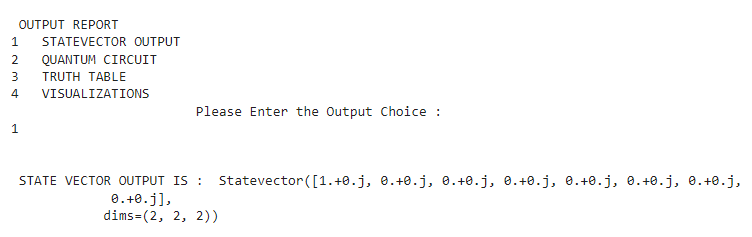 OUTPUT REPORT
1   STATEVECTOR OUTPUT
2   QUANTUM CIRCUIT
3   TRUTH TABLE
4   VISUALIZATIONS
Please Enter the Output Choice :
1
STATE VECTOR OUTPUT IS :  Statevector([1.+0.j, 0.+0.j, 0.+0.j, 0.+0.j, 0.+0.j, 0.+0.j, 0.+0.j,
0.+0.j],
dims=(2, 2, 2))